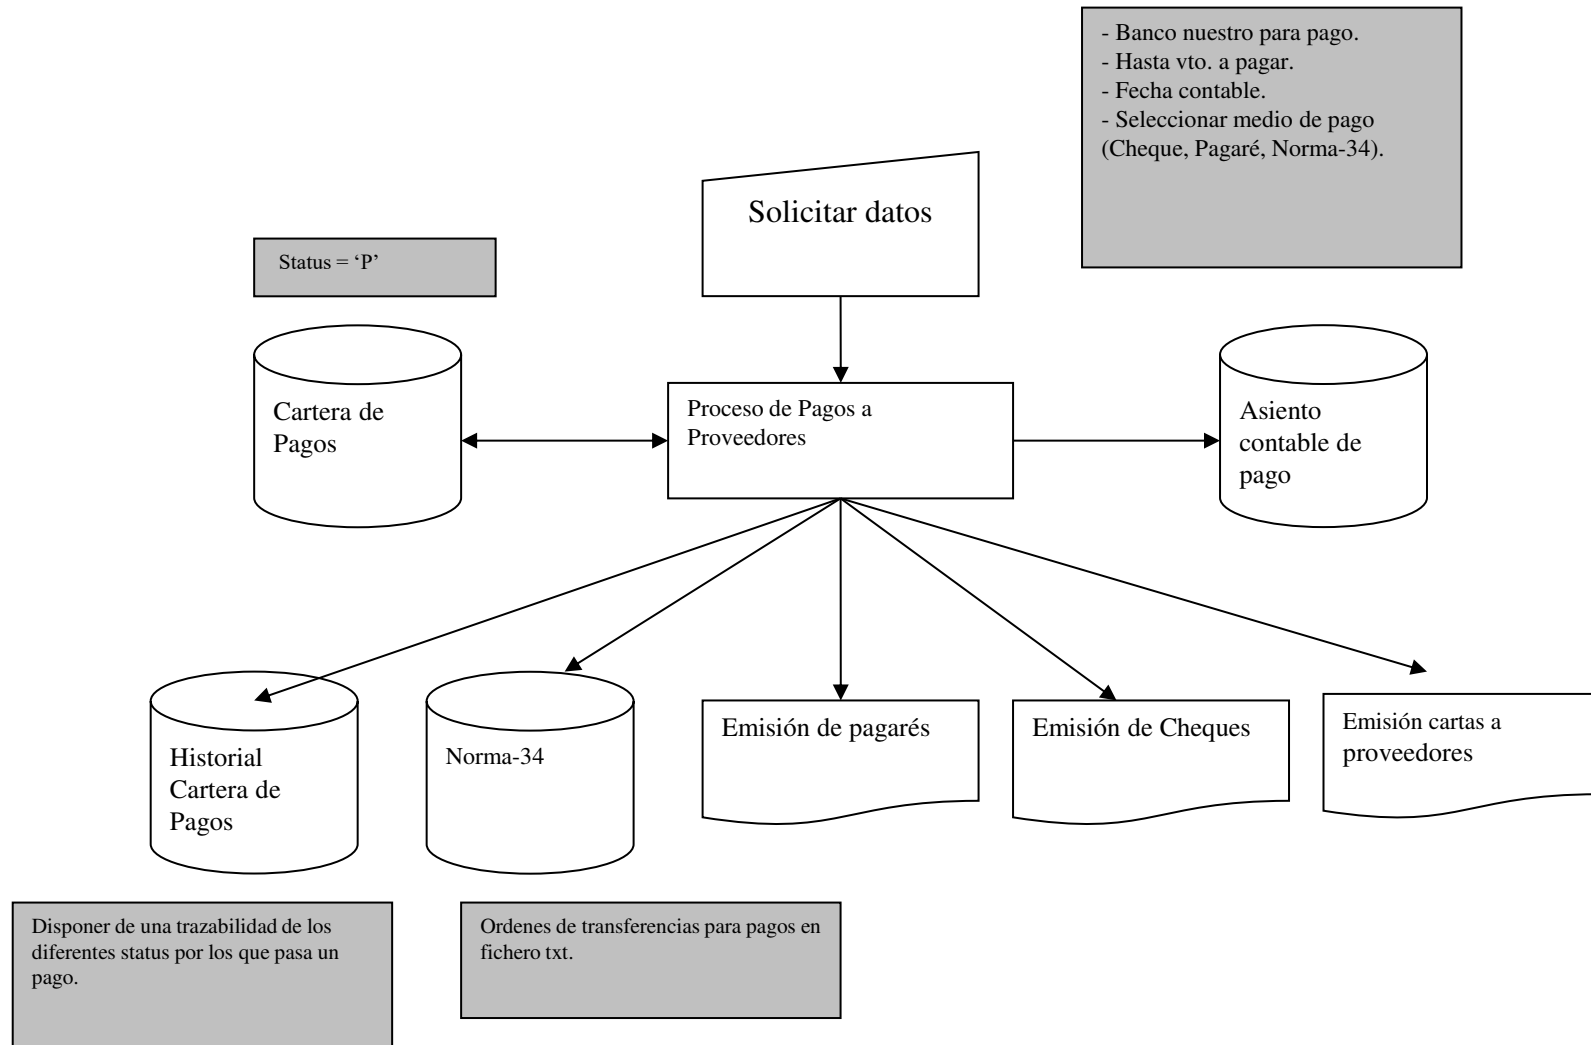 - Banco nuestro para pago.
- Hasta vto. a pagar.
- Fecha contable.
- Seleccionar medio de pago
(Cheque, Pagaré, Norma-34).
Solicitar datos
Status = ‘P’
Cartera de
Pagos
Proceso de Pagos a
Proveedores
Asiento
contable de
pago
Historial
Cartera de
Pagos
Norma-34
Emisión de pagarés
Emisión de Cheques
Emisión cartas a
proveedores
Disponer de una trazabilidad de los
diferentes status por los que pasa un
pago.
Ordenes de transferencias para pagos en
fichero txt.